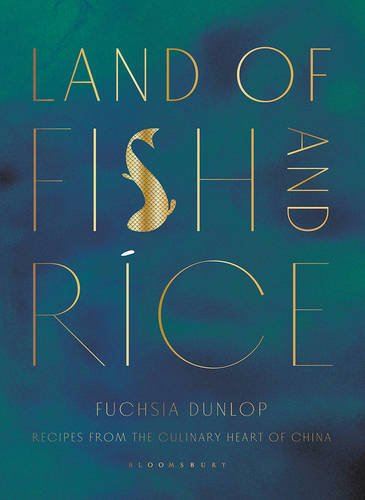 LAND OF
FISH AND
RICE
FUCHSIA DUNLOP
RECIPES FROM THE CULINARY HEART OF CHINA
BLOOMSBURY